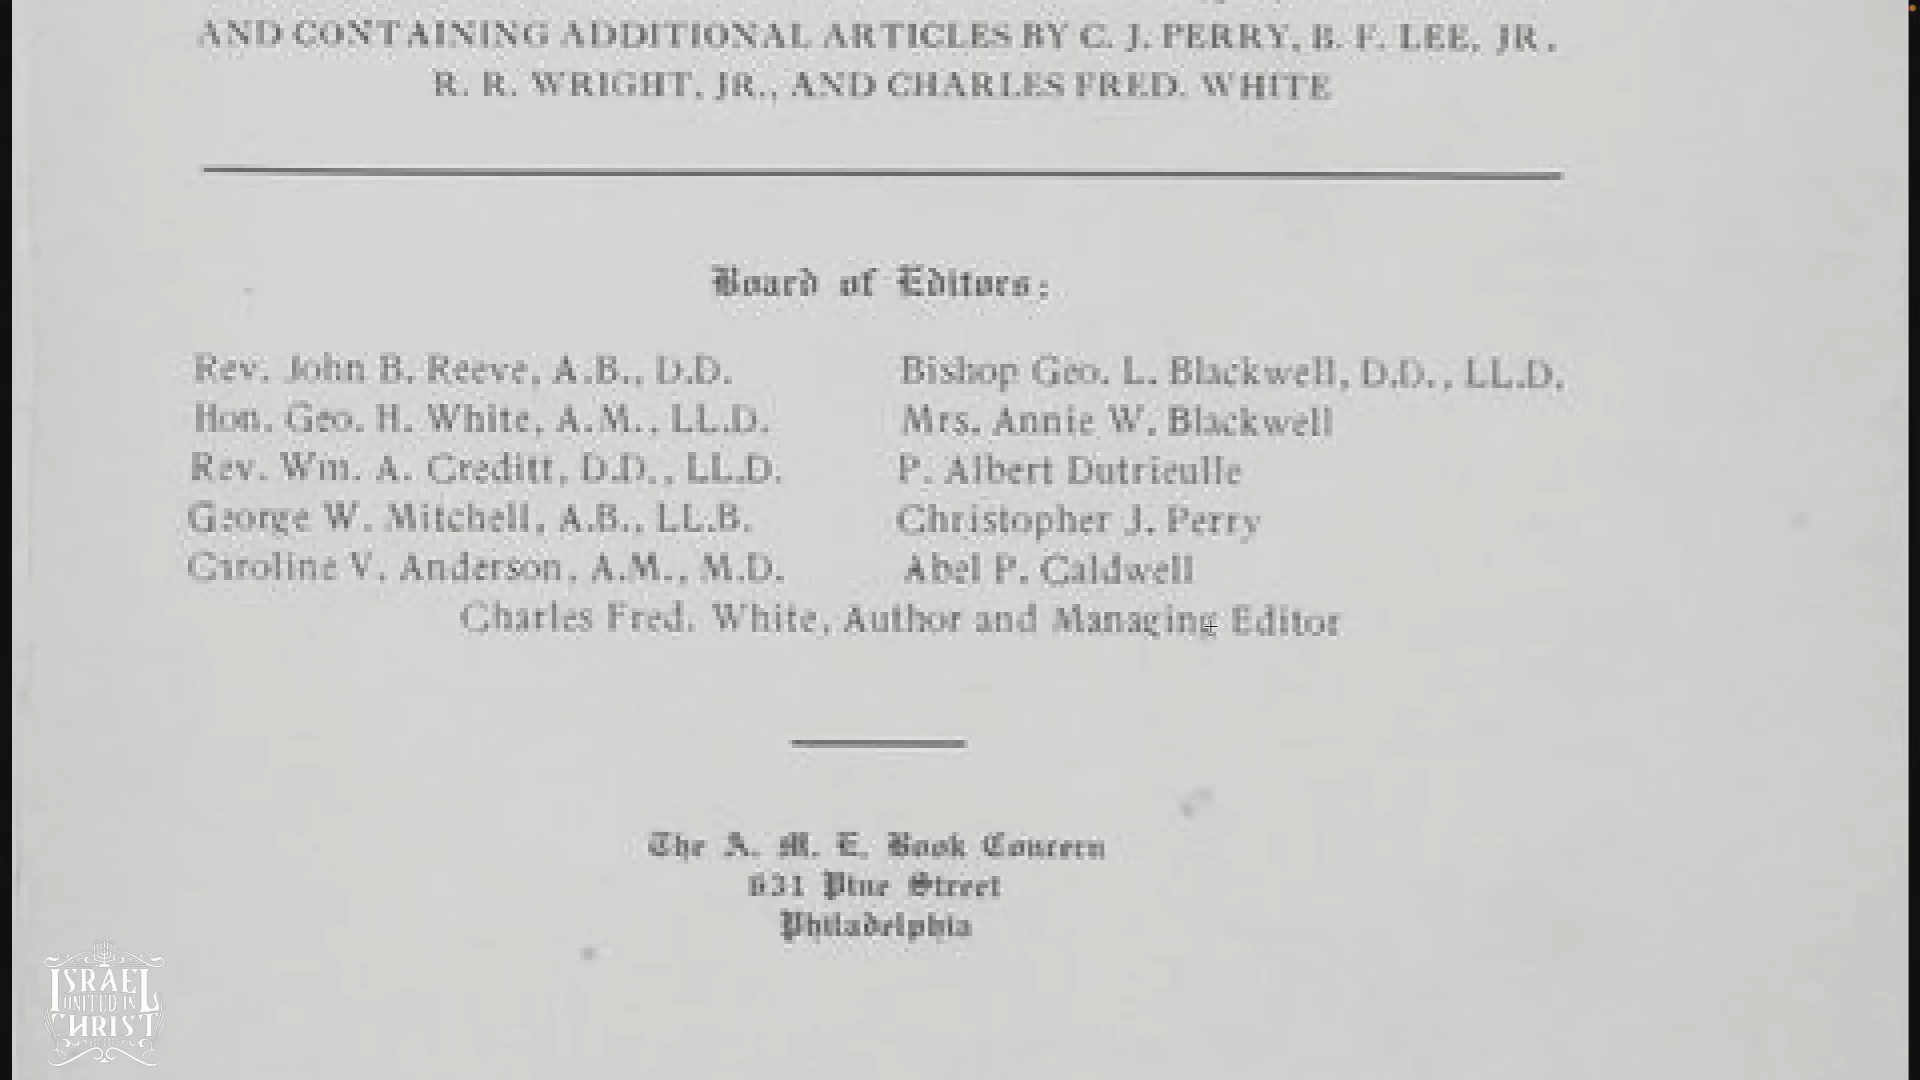 AND CONTAINING ADDITIONAL ARTICLES BY C. J. PERRY, B. F. LEE, JR.,
R. R. WRIGHT, JR., AND CHARLES FRED. WHITE
Board of Editors:
Rev. John B. Reeve, A.B., D.D.
Hon. Geo. H. White, A.M., LL.D.
Rev. Wm. A. Creditt, D.D., LL.D.
George W. Mitchell, A.B., LL.B.
Caroline V. Anderson, A.M., M.D.
Bishop Geo. L. Blackwell, D.D., LL.D.
Mrs. Annie W. Blackwell
P. Albert Dutrieulle
Christopher J. Perry
Abel P. Caldwell
Charles Fred. White, Author and Managing Editor
The A. M. E. Book Concern
631 Pine Street
Philadelphia
ISRAEL
UNITED IN
CHRIST